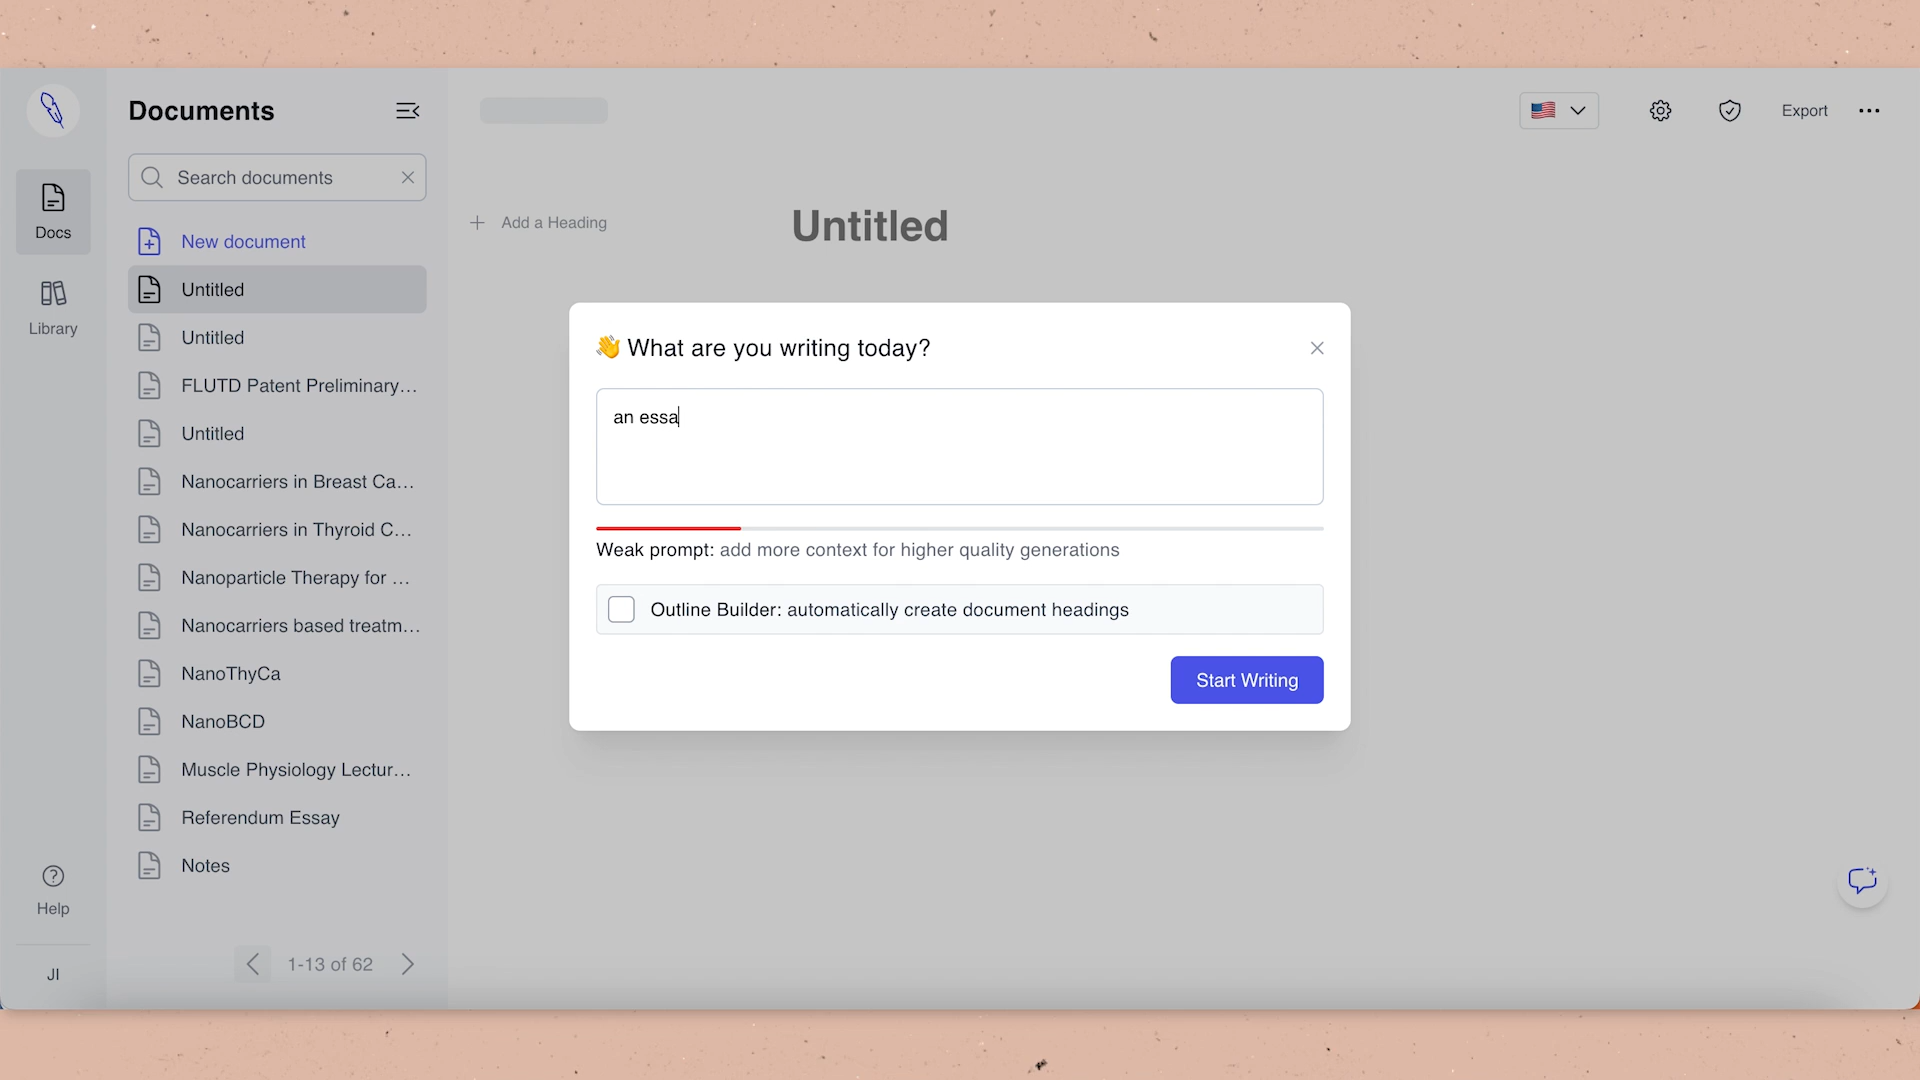 Documents
Export
Search documents
Docs
Add a Heading
Untitled
New document
Untitled
Library
Untitled
👋 What are you writing today?
FLUTD Patent Preliminary…
an essa
Untitled
Nanocarriers in Breast Ca…
Nanocarriers in Thyroid C…
Weak prompt: add more context for higher quality generations
Nanoparticle Therapy for …
Outline Builder: automatically create document headings
Nanocarriers based treatm…
NanoThyCa
Start Writing
NanoBCD
Muscle Physiology Lectur…
Referendum Essay
Notes
Help
1-13 of 62
JI